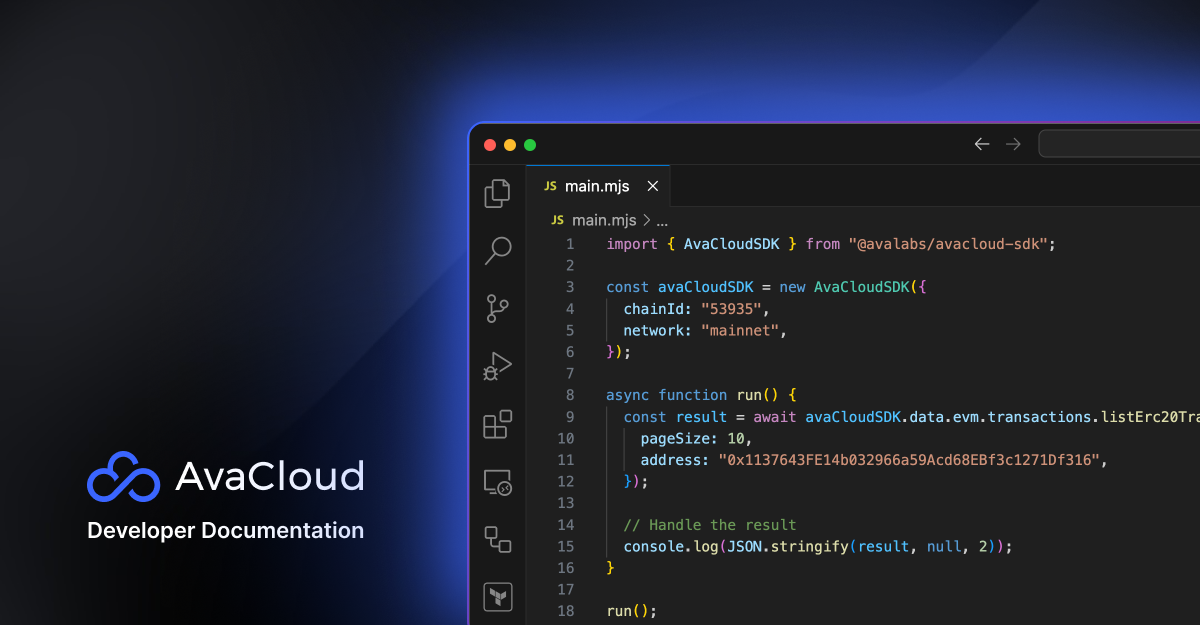 AvaCloud
Developer Documentation
JS main.mjs
JS main.mjs > ...
1 import { AvaCloudSDK } from "@avalabs/avacloud-sdk";
2
3 const avaCloudSDK = new AvaCloudSDK({
4 chainId: "53935",
5 network: "mainnet",
6 });
7
8 async function run() {
9 const result = await avaCloudSDK.data.evm.transactions.listErc20Tra
10 pageSize: 10,
11 address: "0x1137643FE14b032966a59Acd68EBf3c1271Df316",
12 });
13
14 // Handle the result
15 console.log(JSON.stringify(result, null, 2));
16 }
17
18 run();